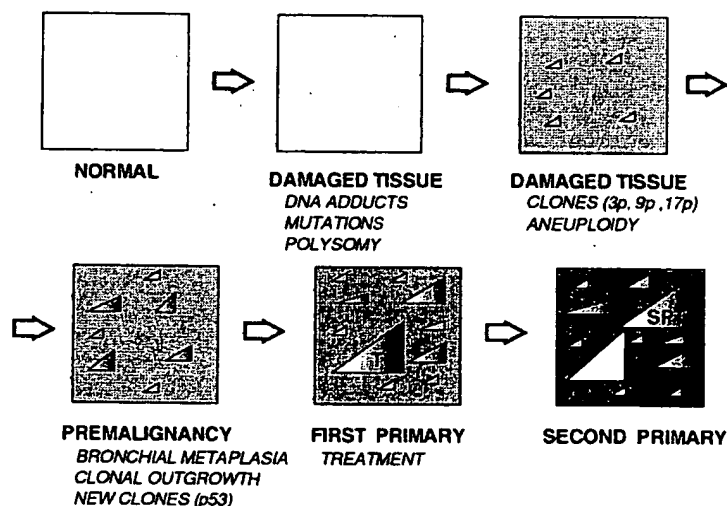 NORMAL
DAMAGED TISSUE
DNA ADDUCTS
MUTATIONS
POLYSOMY
DAMAGED TISSUE
CLONES (3p, 9p ,17p)
ANEUPLOIDY
T
SP
PREMALIGNANCY
BRONCHIAL METAPLASIA
CLONAL OUTGROWTH
NEW CLONES (p53)
FIRST PRIMARY
TREATMENT
SECOND PRIMARY